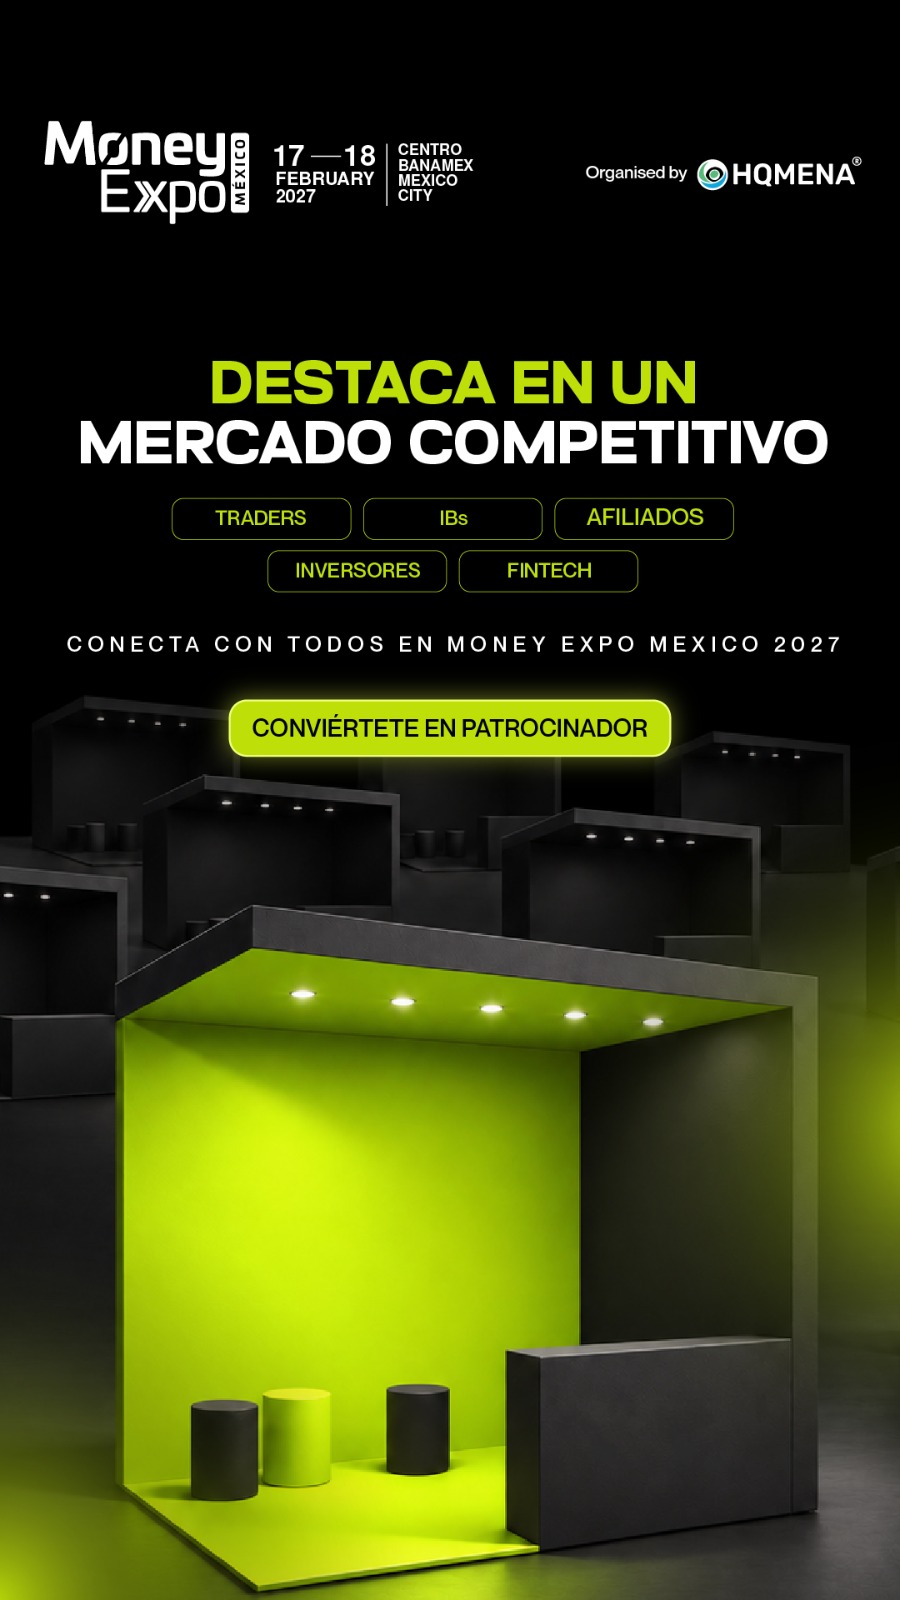 Money
Expo
MÉXICO
17 — 18
FEBRUARY
2027
CENTRO
BANAMEX
MEXICO
CITY
Organised by HQMENA®
DESTACA EN UN
MERCADO COMPETITIVO
TRADERS IBs AFILIADOS
INVERSORES FINTECH
CONECTA CON TODOS EN MONEY EXPO MEXICO 2027
CONVIÉRTETE EN PATROCINADOR